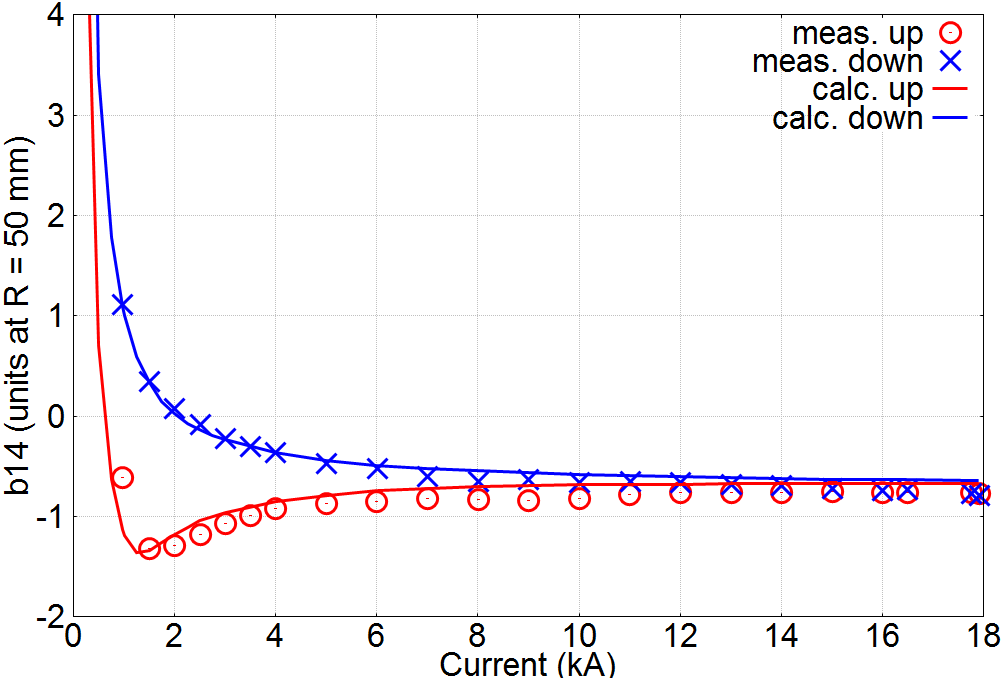 meas. up
meas. down
calc. up
calc. down
b14 (units at R = 50 mm)
4
3
2
1
0
-1
-2
0 2 4 6 8 10 12 14 16 18
Current (kA)